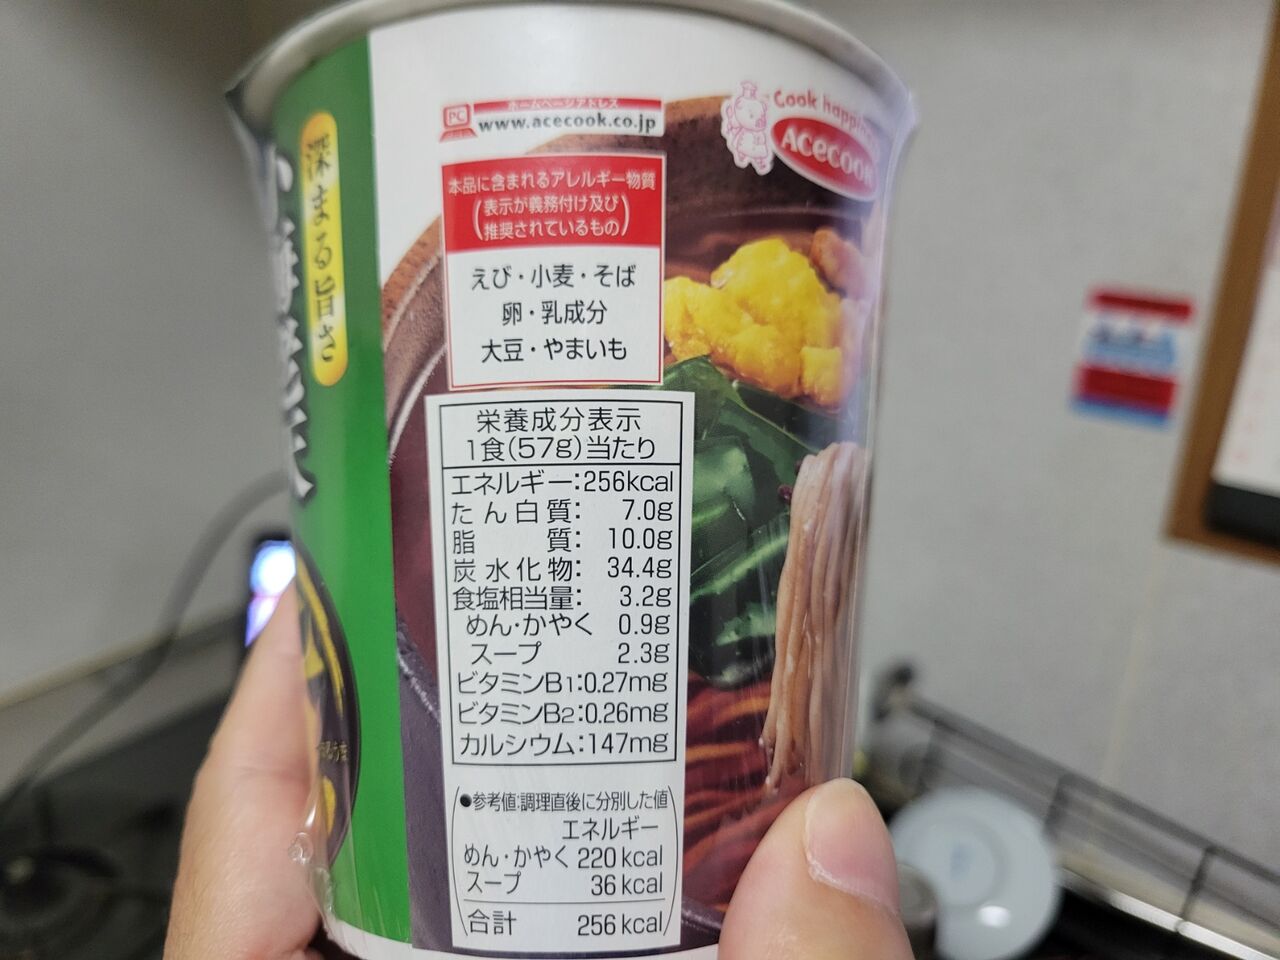 深まる旨さ
PC
ホームページアドレス
www.acecook.co.jp
Cook happiness
Acecook
本品に含まれるアレルギー物質
(表示が義務付け及び
推奨されているもの)
えび・小麦・そば
卵・乳成分
大豆・やまいも
栄養成分表示
1食(57g)当たり
エネルギー:256kcal
たん白質: 7.0g
脂質: 10.0g
炭水化物: 34.4g
食塩相当量: 3.2g
めん・かやく 0.9g
スープ 2.3g
ビタミンB1:0.27mg
ビタミンB2:0.26mg
カルシウム:147mg
●参考値:調理直後に分別した値
エネルギー
めん・かやく 220kcal
スープ 36kcal
合計 256kcal